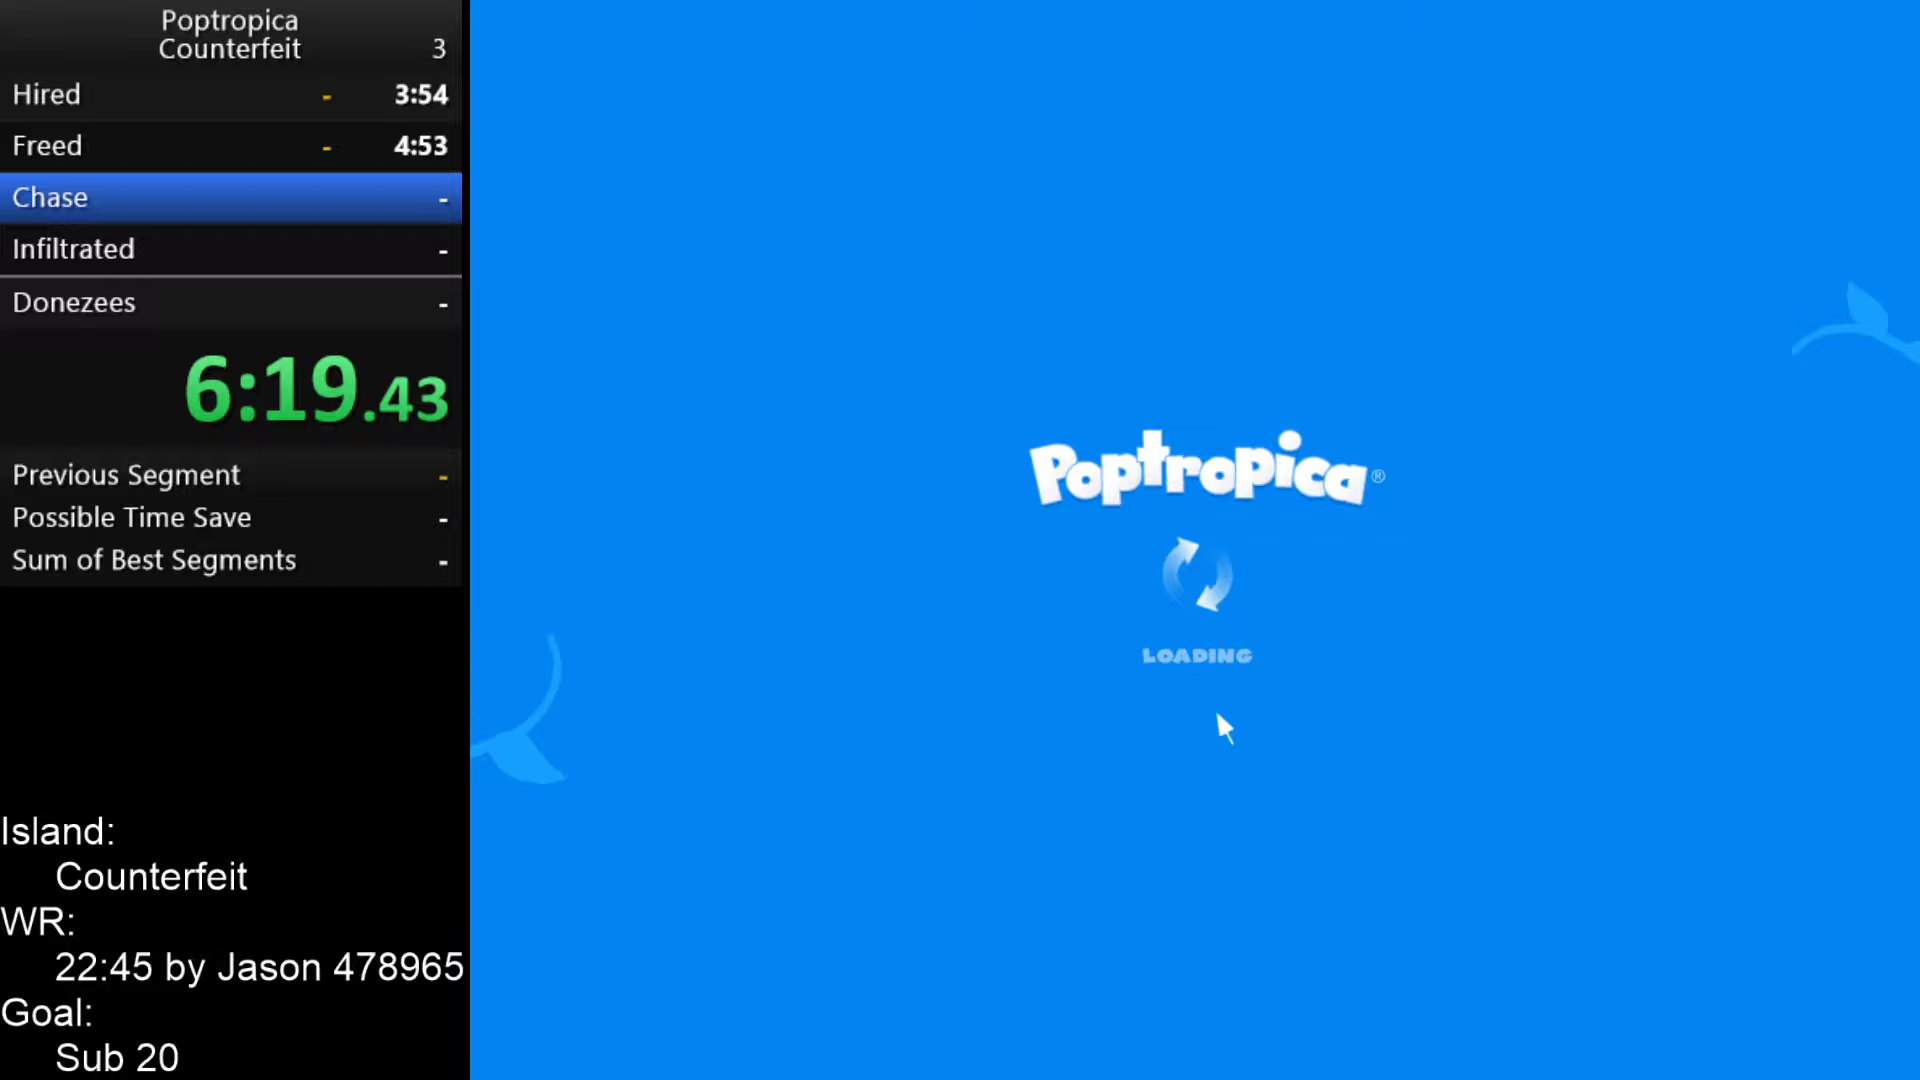 Poptropica
Counterfeit 3
Hired - 3:54
Freed - 4:53
Chase -
Infiltrated -
Donezees -
6:19.43
Previous Segment -
Possible Time Save -
Sum of Best Segments -
Island:
Counterfeit
WR:
22:45 by Jason 478965
Goal:
Sub 20
Poptropica®
LOADING